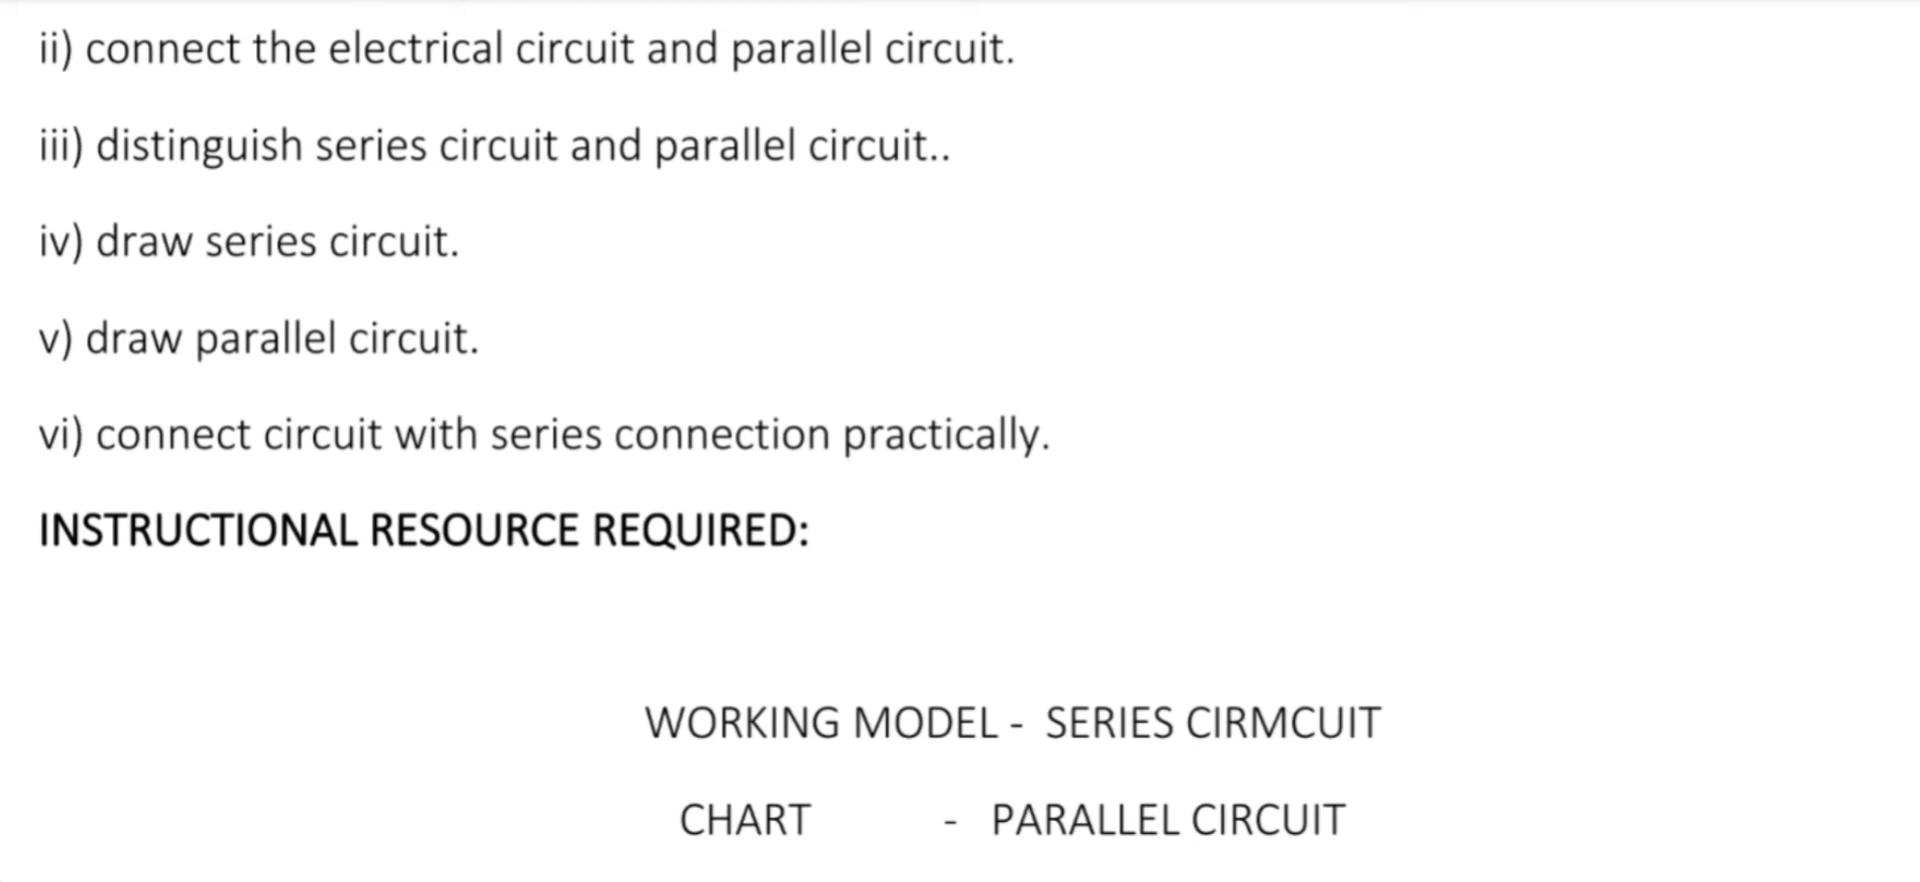 ii) connect the electrical circuit and parallel circuit.
iii) distinguish series circuit and parallel circuit..
iv) draw series circuit.
v) draw parallel circuit.
vi) connect circuit with series connection practically.
INSTRUCTIONAL RESOURCE REQUIRED:
WORKING MODEL - SERIES CIRMCUIT
CHART - PARALLEL CIRCUIT